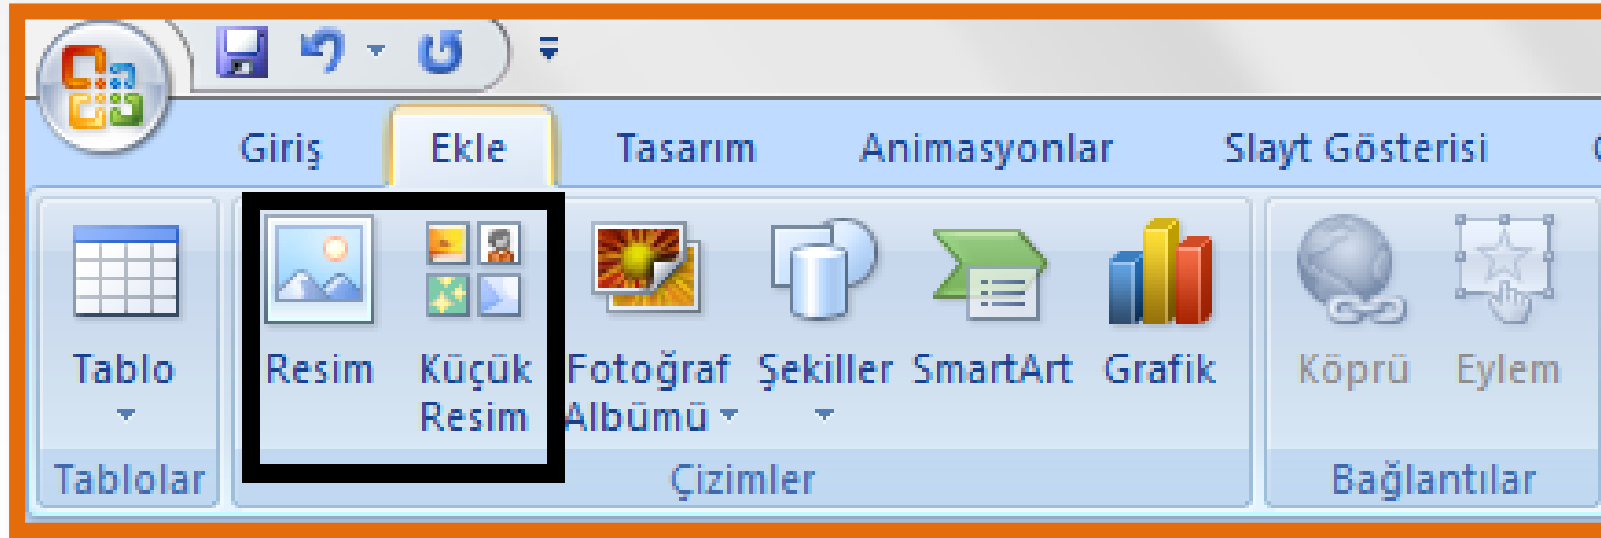 Giriş Ekle Tasarım Animasyonlar Slayt Gösterisi
Tablo Resim Küçük Resim Fotoğraf Albümü Şekiller SmartArt Grafik Köprü Eylem
Tablolar Çizimler Bağlantılar